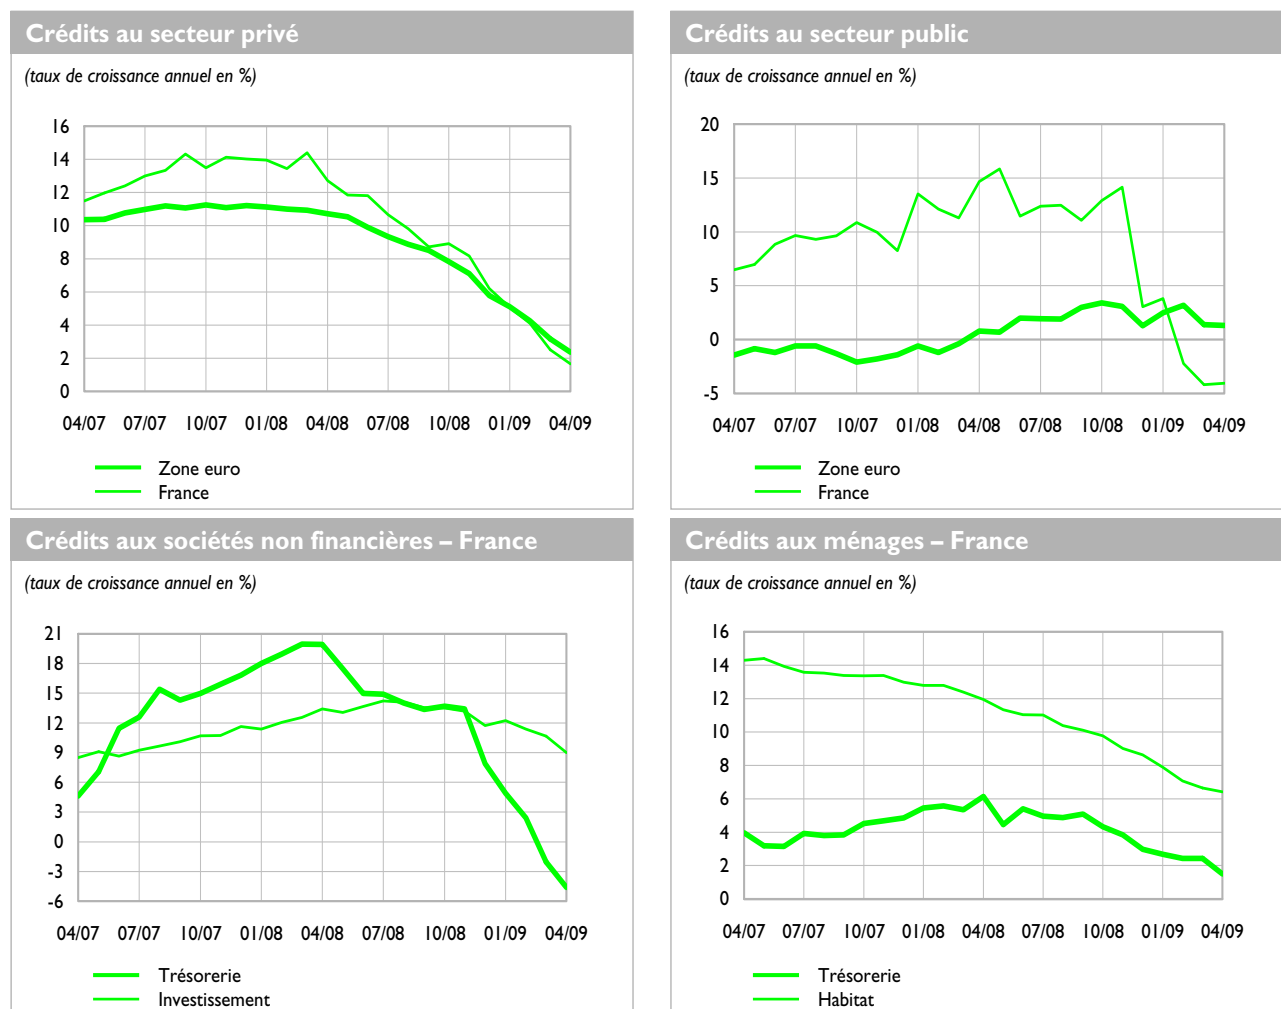 Crédits au secteur privé
(taux de croissance annuel en %)
16
14
12
10
8
6
4
2
0
04/07 07/07 10/07 01/08 04/08 07/08 10/08 01/09 04/09
Zone euro
France
Crédits au secteur public
(taux de croissance annuel en %)
20
15
10
5
0
-5
04/07 07/07 10/07 01/08 04/08 07/08 10/08 01/09 04/09
Zone euro
France
Crédits aux sociétés non financières – France
(taux de croissance annuel en %)
21
18
15
12
9
6
3
0
-3
-6
04/07 07/07 10/07 01/08 04/08 07/08 10/08 01/09 04/09
Trésorerie
Investissement
Crédits aux ménages – France
(taux de croissance annuel en %)
16
14
12
10
8
6
4
2
0
04/07 07/07 10/07 01/08 04/08 07/08 10/08 01/09 04/09
Trésorerie
Habitat